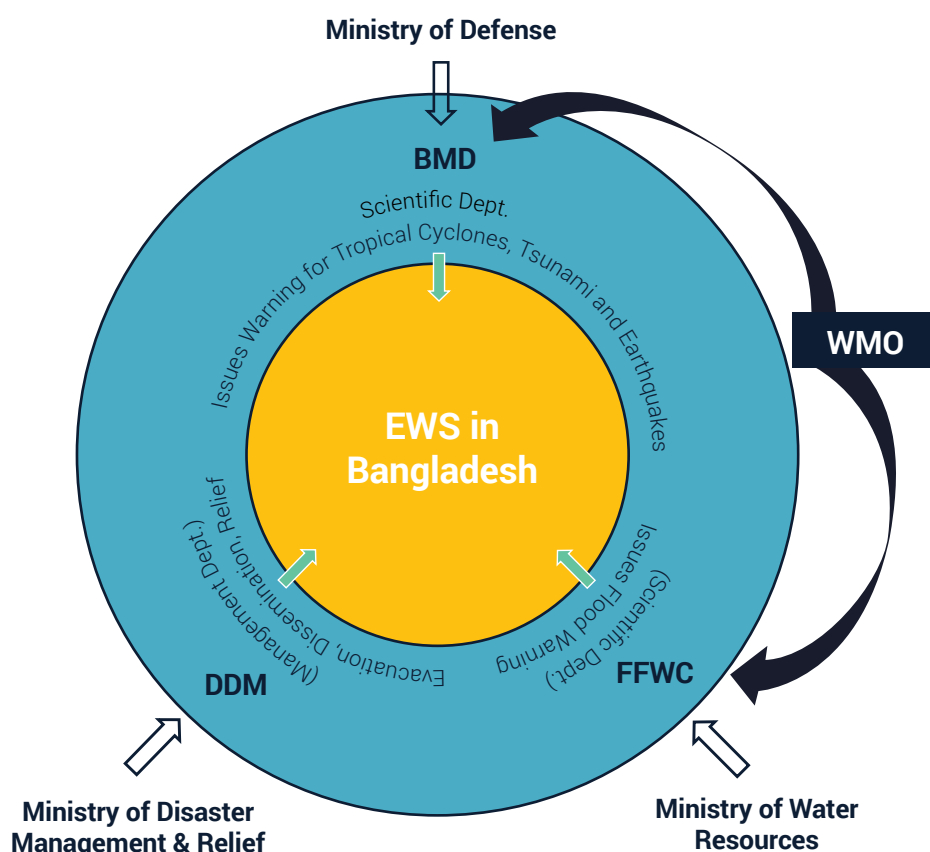 Ministry of Defense
BMD
Scientific Dept.
Issues Warning for Tropical Cyclones, Tsunami and Earthquakes
WMO
EWS in
Bangladesh
Evacuation, Dissemination, Relief
(Management Dept.)
DDM
Issues Flood Warning
(Scientific Dept.)
FFWC
Ministry of Disaster
Management & Relief
Ministry of Water
Resources